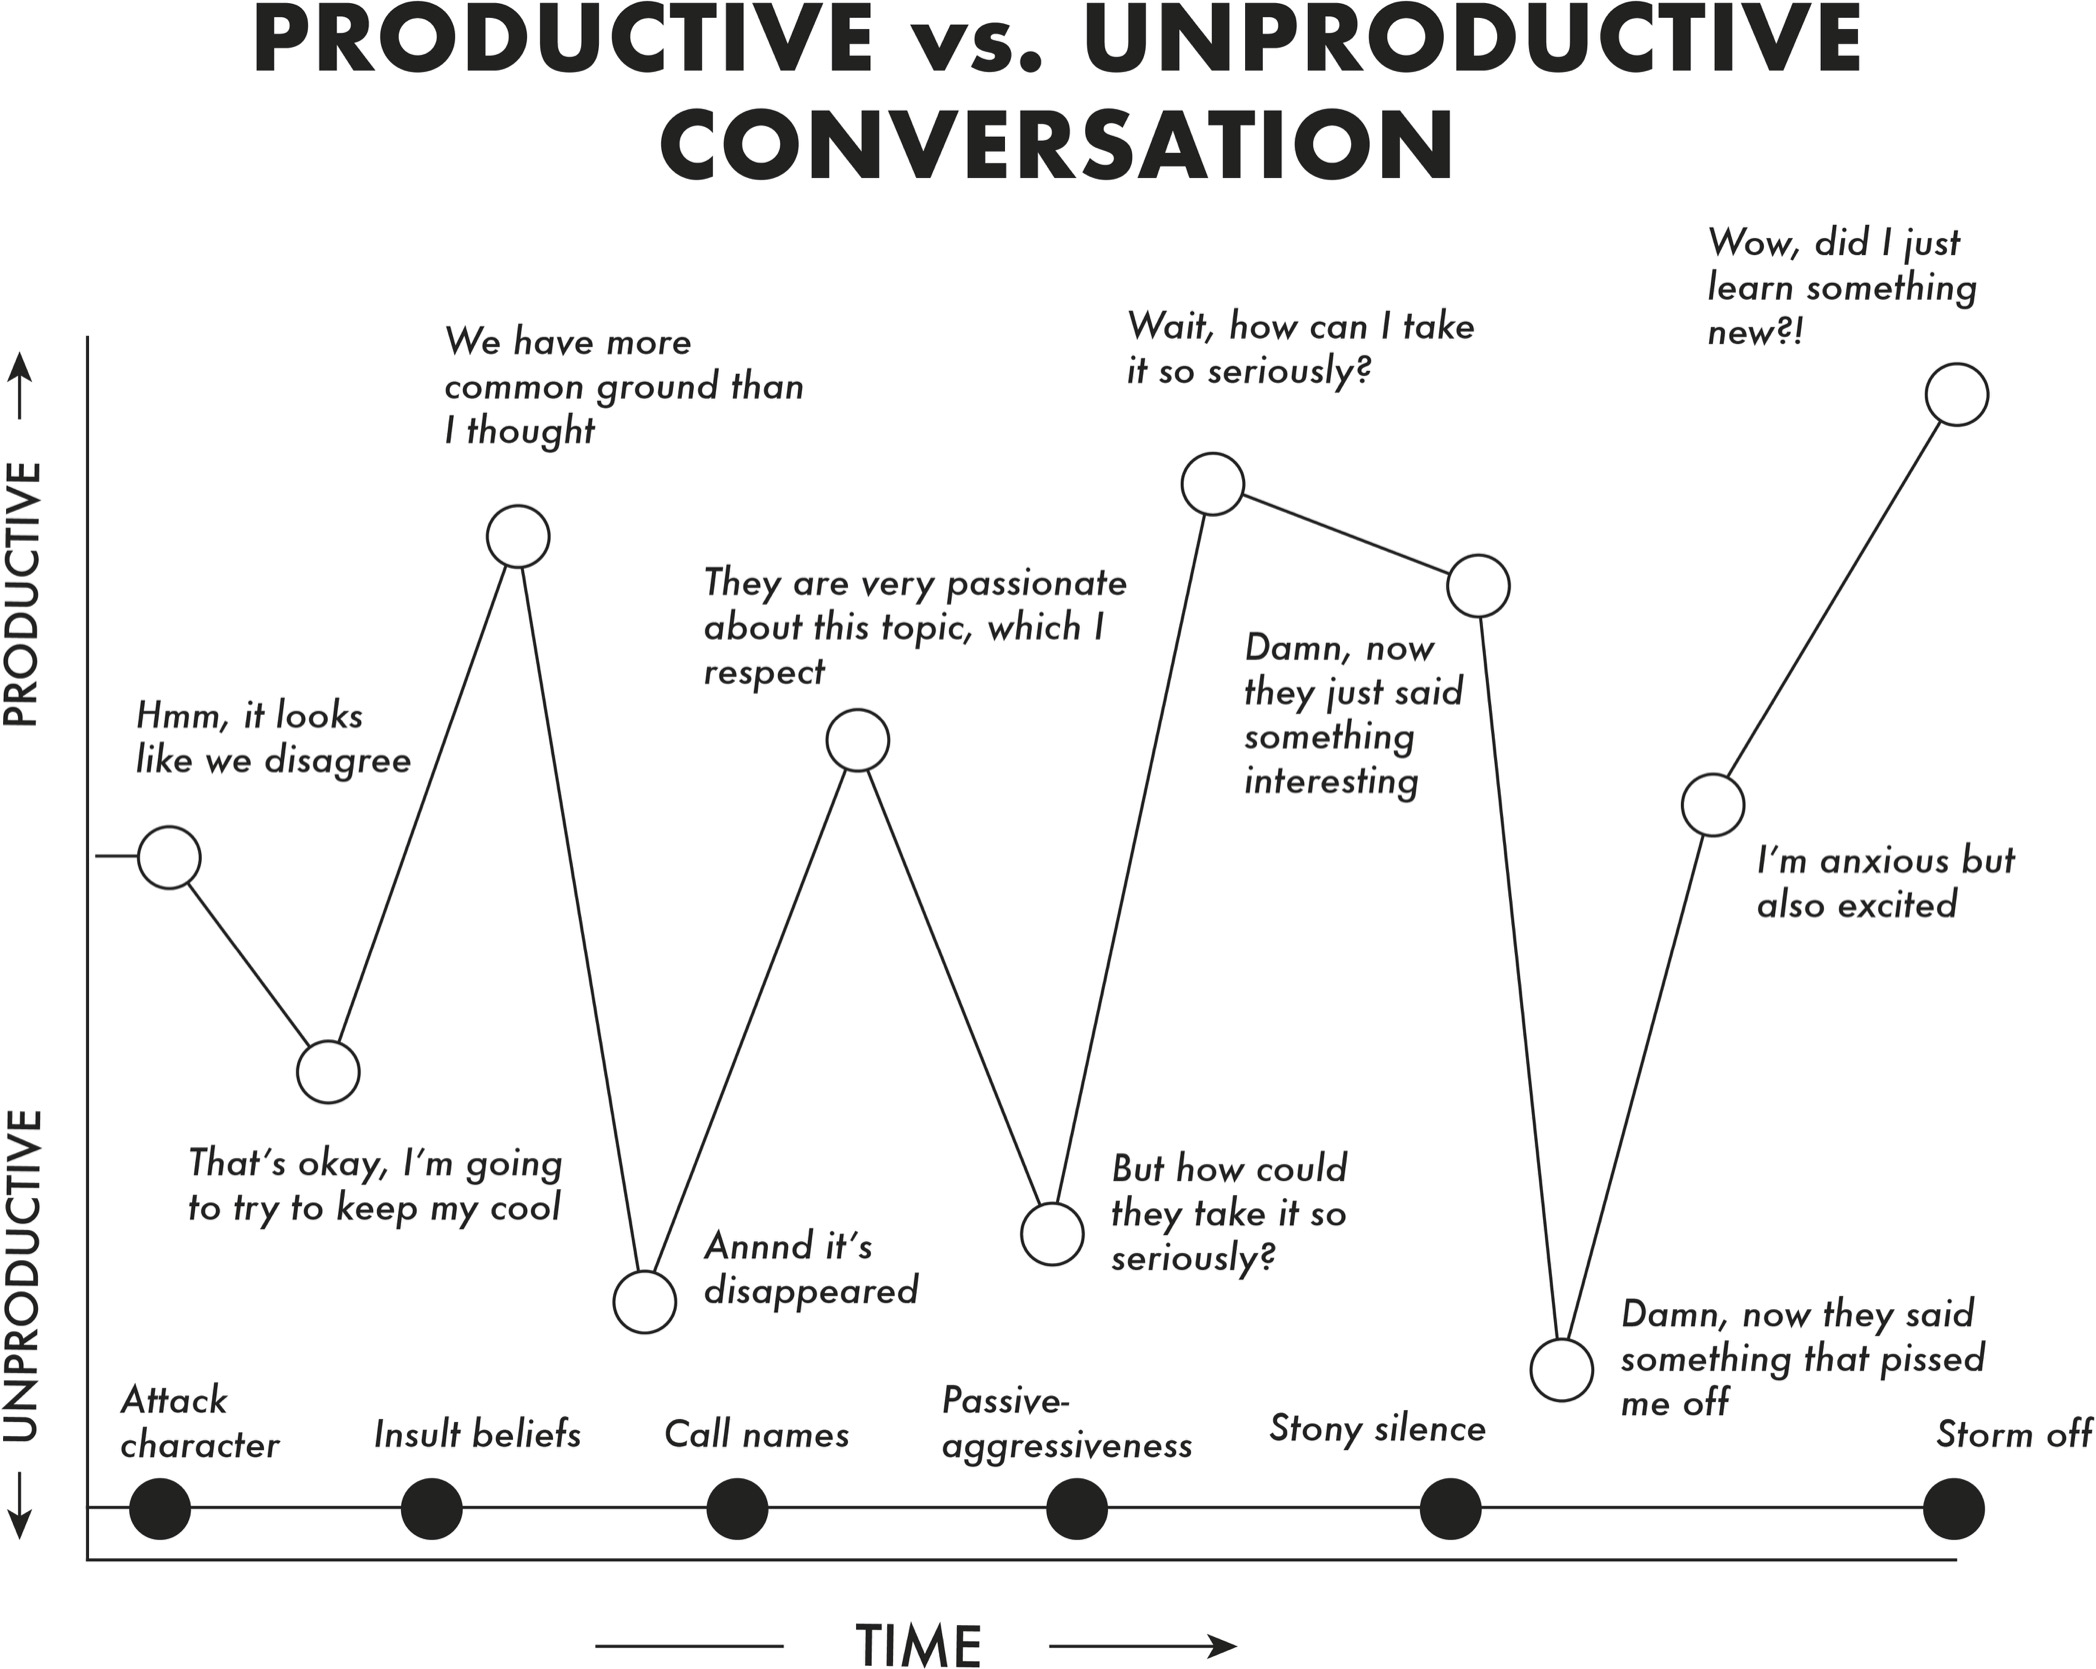 PRODUCTIVE vs. UNPRODUCTIVE
CONVERSATION
PRODUCTIVE
UNPRODUCTIVE
Hmm, it looks
like we disagree
That's okay, I'm going
to try to keep my cool
We have more
common ground than
I thought
Annnd it's
disappeared
They are very passionate
about this topic, which I
respect
But how could
they take it so
seriously?
Wait, how can I take
it so seriously?
Damn, now
they just said
something
interesting
Damn, now they said
something that pissed
me off
I'm anxious but
also excited
Wow, did I just
learn something
new?!
Attack
character
Insult beliefs
Call names
Passive-
aggressiveness
Stony silence
Storm off
TIME